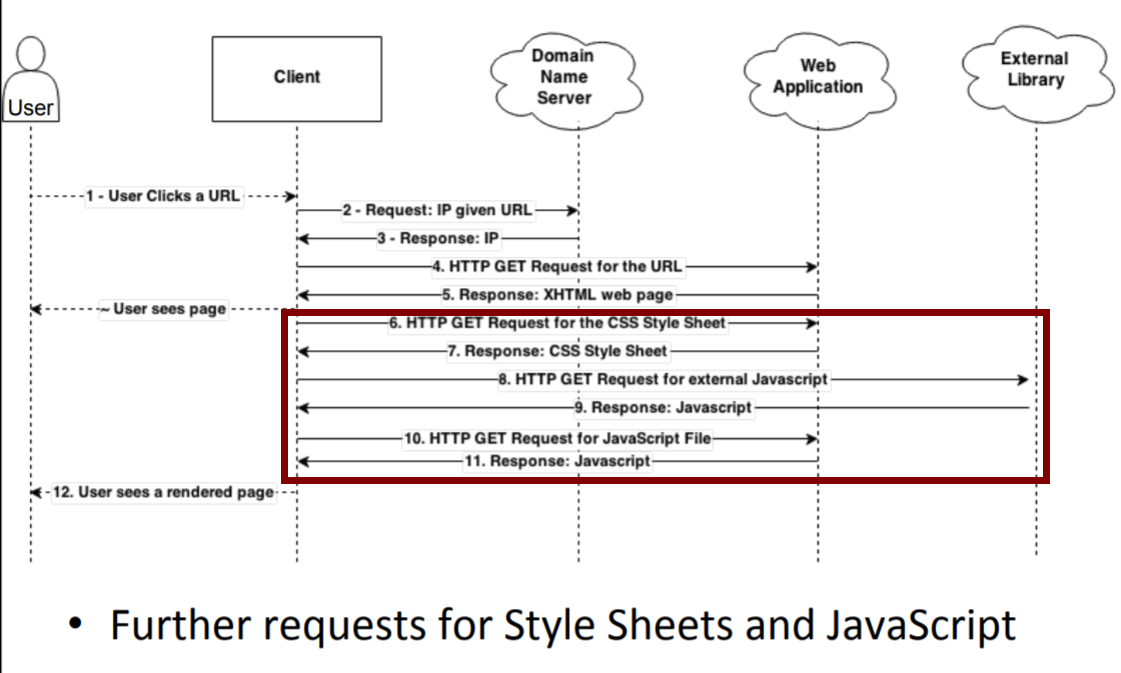 User
Client
Domain
Name
Server
Web
Application
External
Library
1 - User Clicks a URL
2 - Request: IP given URL
3 - Response: IP
4. HTTP GET Request for the URL
5. Response: XHTML web page
~ User sees page
6. HTTP GET Request for the CSS Style Sheet
7. Response: CSS Style Sheet
8. HTTP GET Request for external Javascript
9. Response: Javascript
10. HTTP GET Request for JavaScript File
11. Response: Javascript
12. User sees a rendered page
• Further requests for Style Sheets and JavaScript